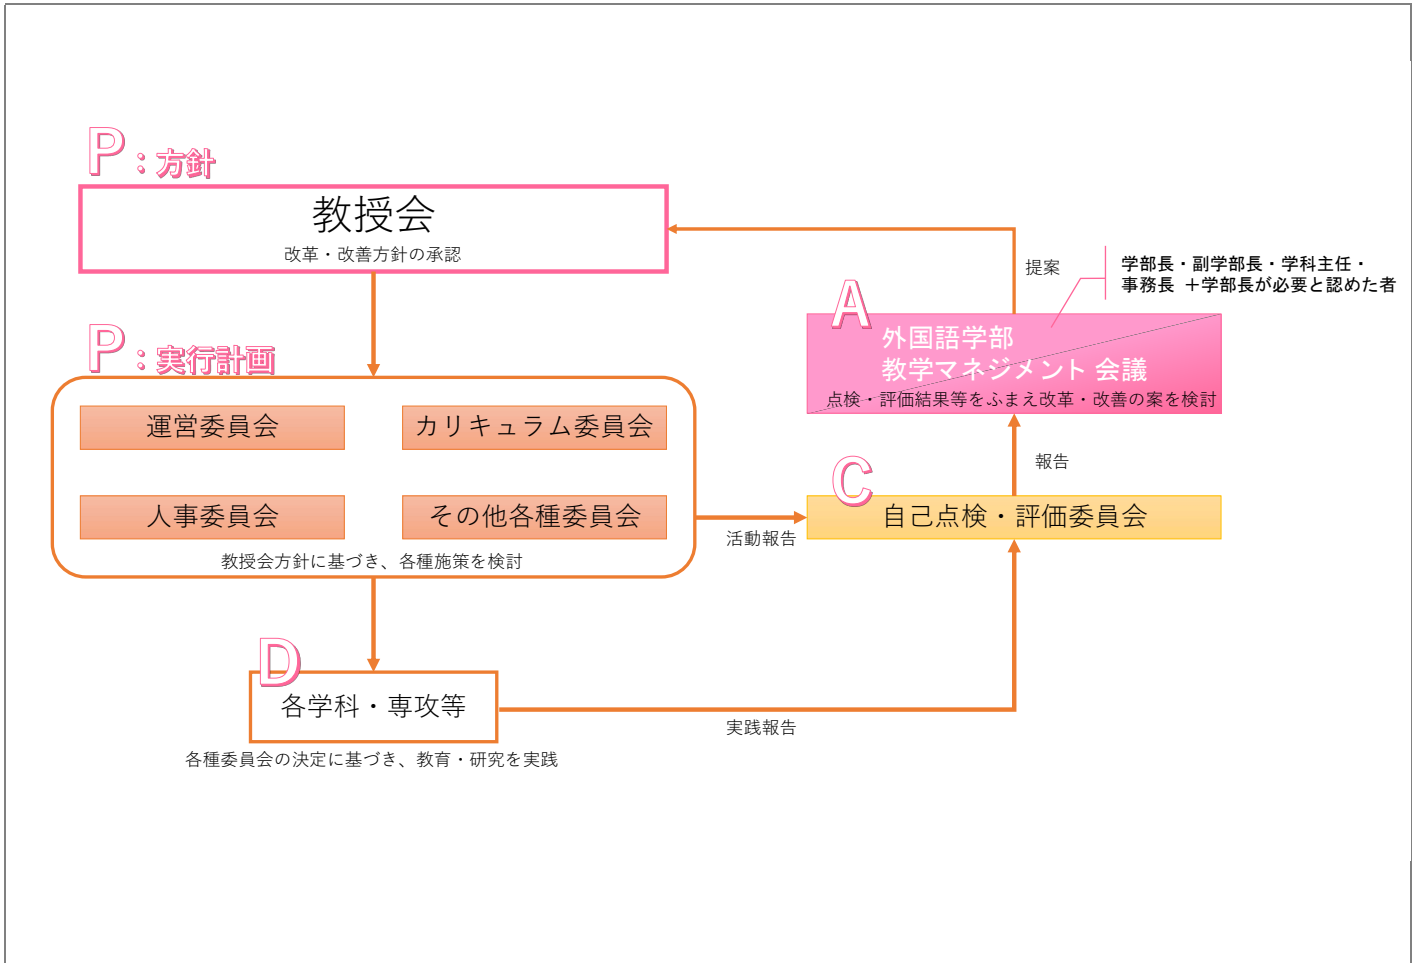 P：方針
教授会
改革・改善方針の承認
P：実行計画
運営委員会
カリキュラム委員会
人事委員会
その他各種委員会
教授会方針に基づき、各種施策を検討
D
各学科・専攻等
各種委員会の決定に基づき、教育・研究を実践
活動報告
実践報告
C
自己点検・評価委員会
報告
A
外国語学部
教学マネジメント 会議
点検・評価結果等をふまえ改革・改善の案を検討
提案
学部長・副学部長・学科主任・
事務長 ＋学部長が必要と認めた者